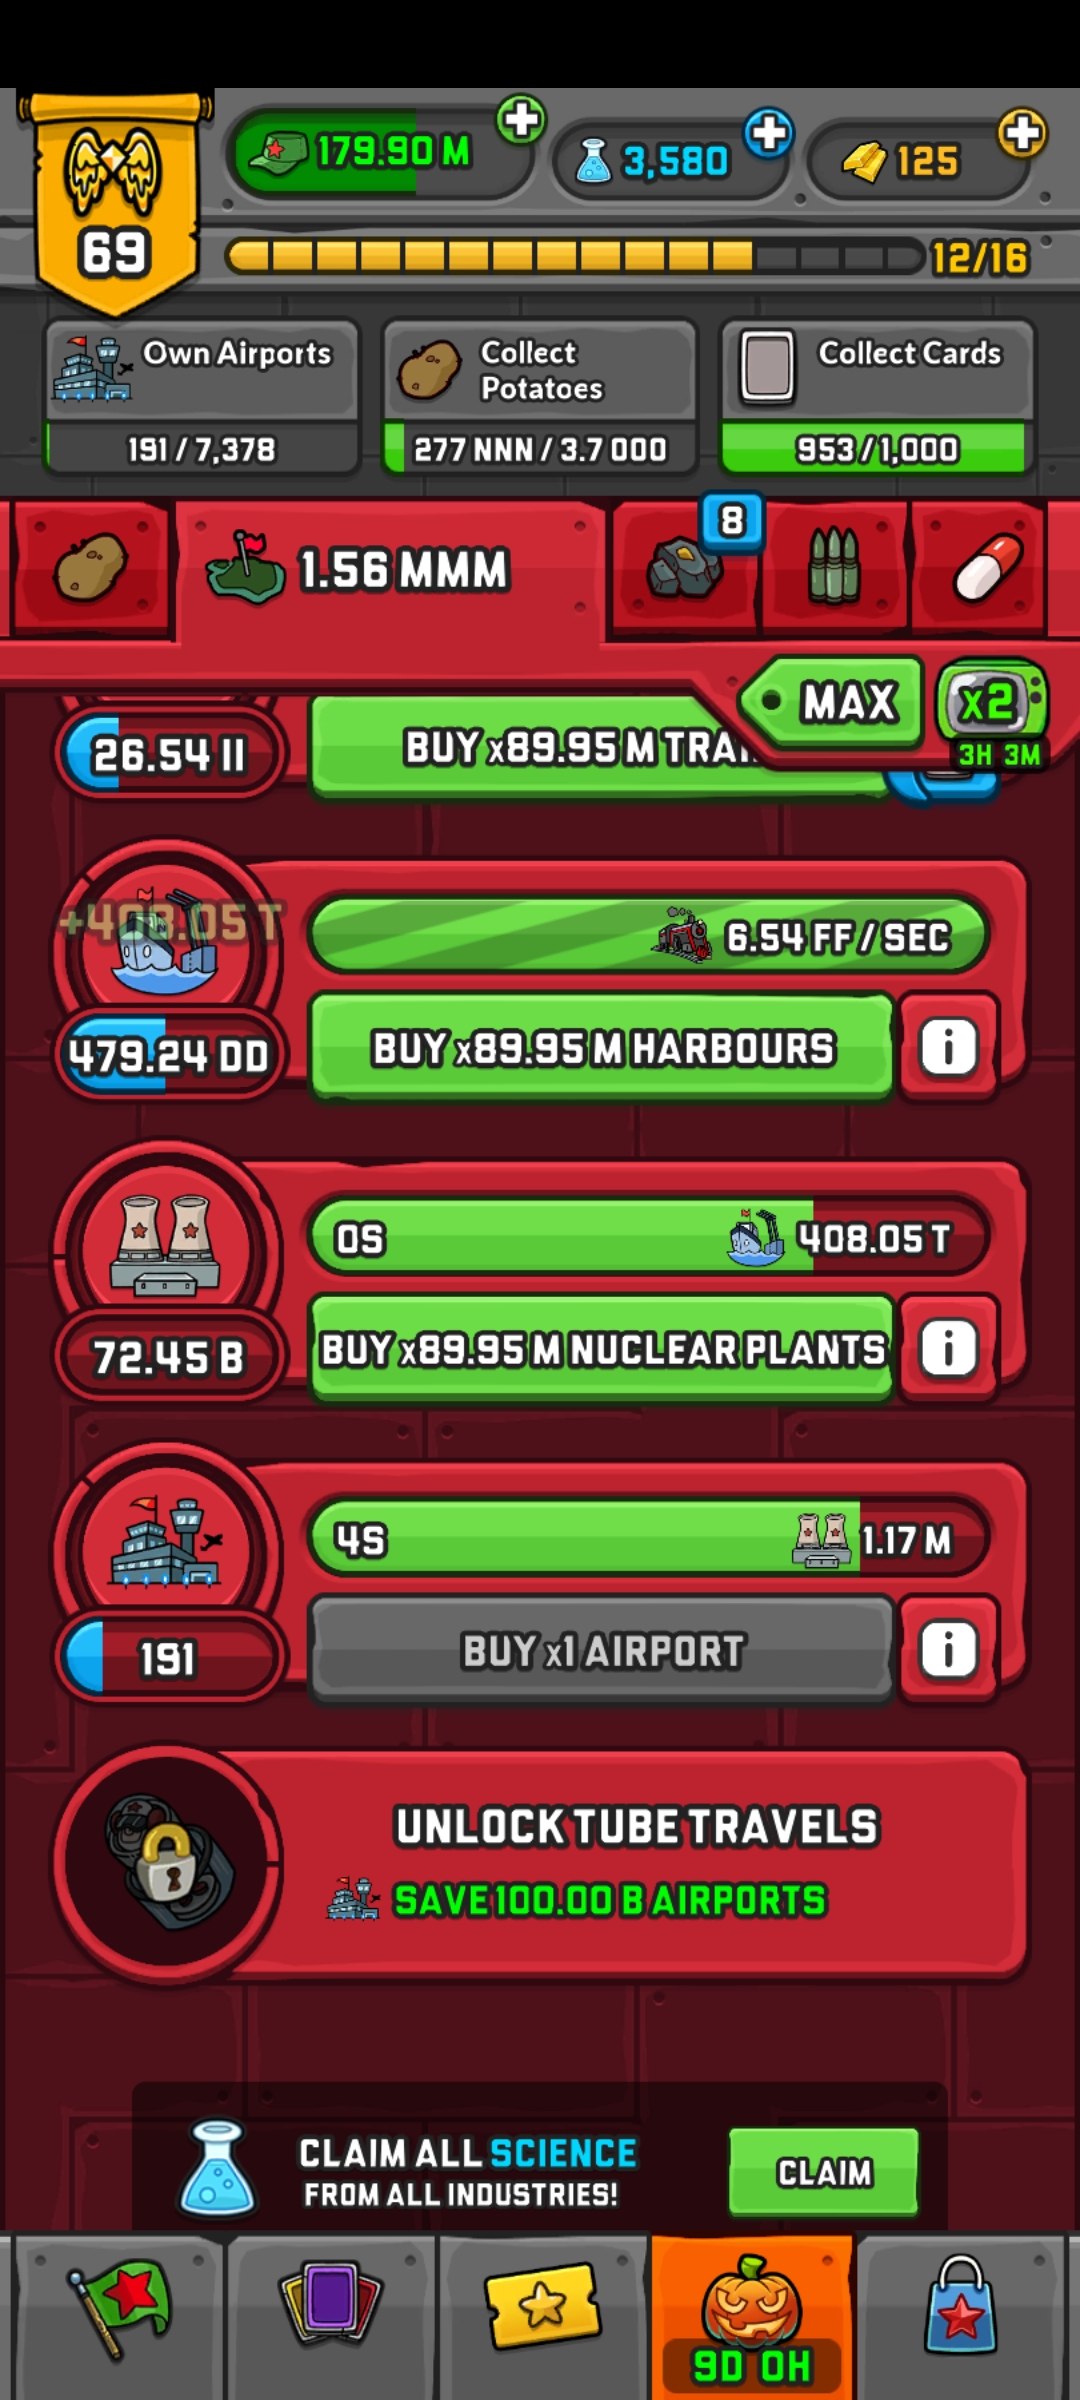 179.90 M
3,580
125
69
12/16
Own Airports
191 / 7,378
Collect
Potatoes
277 NNN / 3.7 OOO
Collect Cards
953 / 1,000
1.56 MMM
8
MAX
x2
3H 3M
26.54 II
BUY x89.95 M TRAI
+408.05 T
6.54 FF / SEC
479.24 DD
BUY x89.95 M HARBOURS
i
0S
408.05 T
72.45 B
BUY x89.95 M NUCLEAR PLANTS
i
4S
1.17 M
191
BUY x1 AIRPORT
i
UNLOCK TUBE TRAVELS
SAVE 100.00 B AIRPORTS
CLAIM ALL SCIENCE
FROM ALL INDUSTRIES!
CLAIM
9D 0H